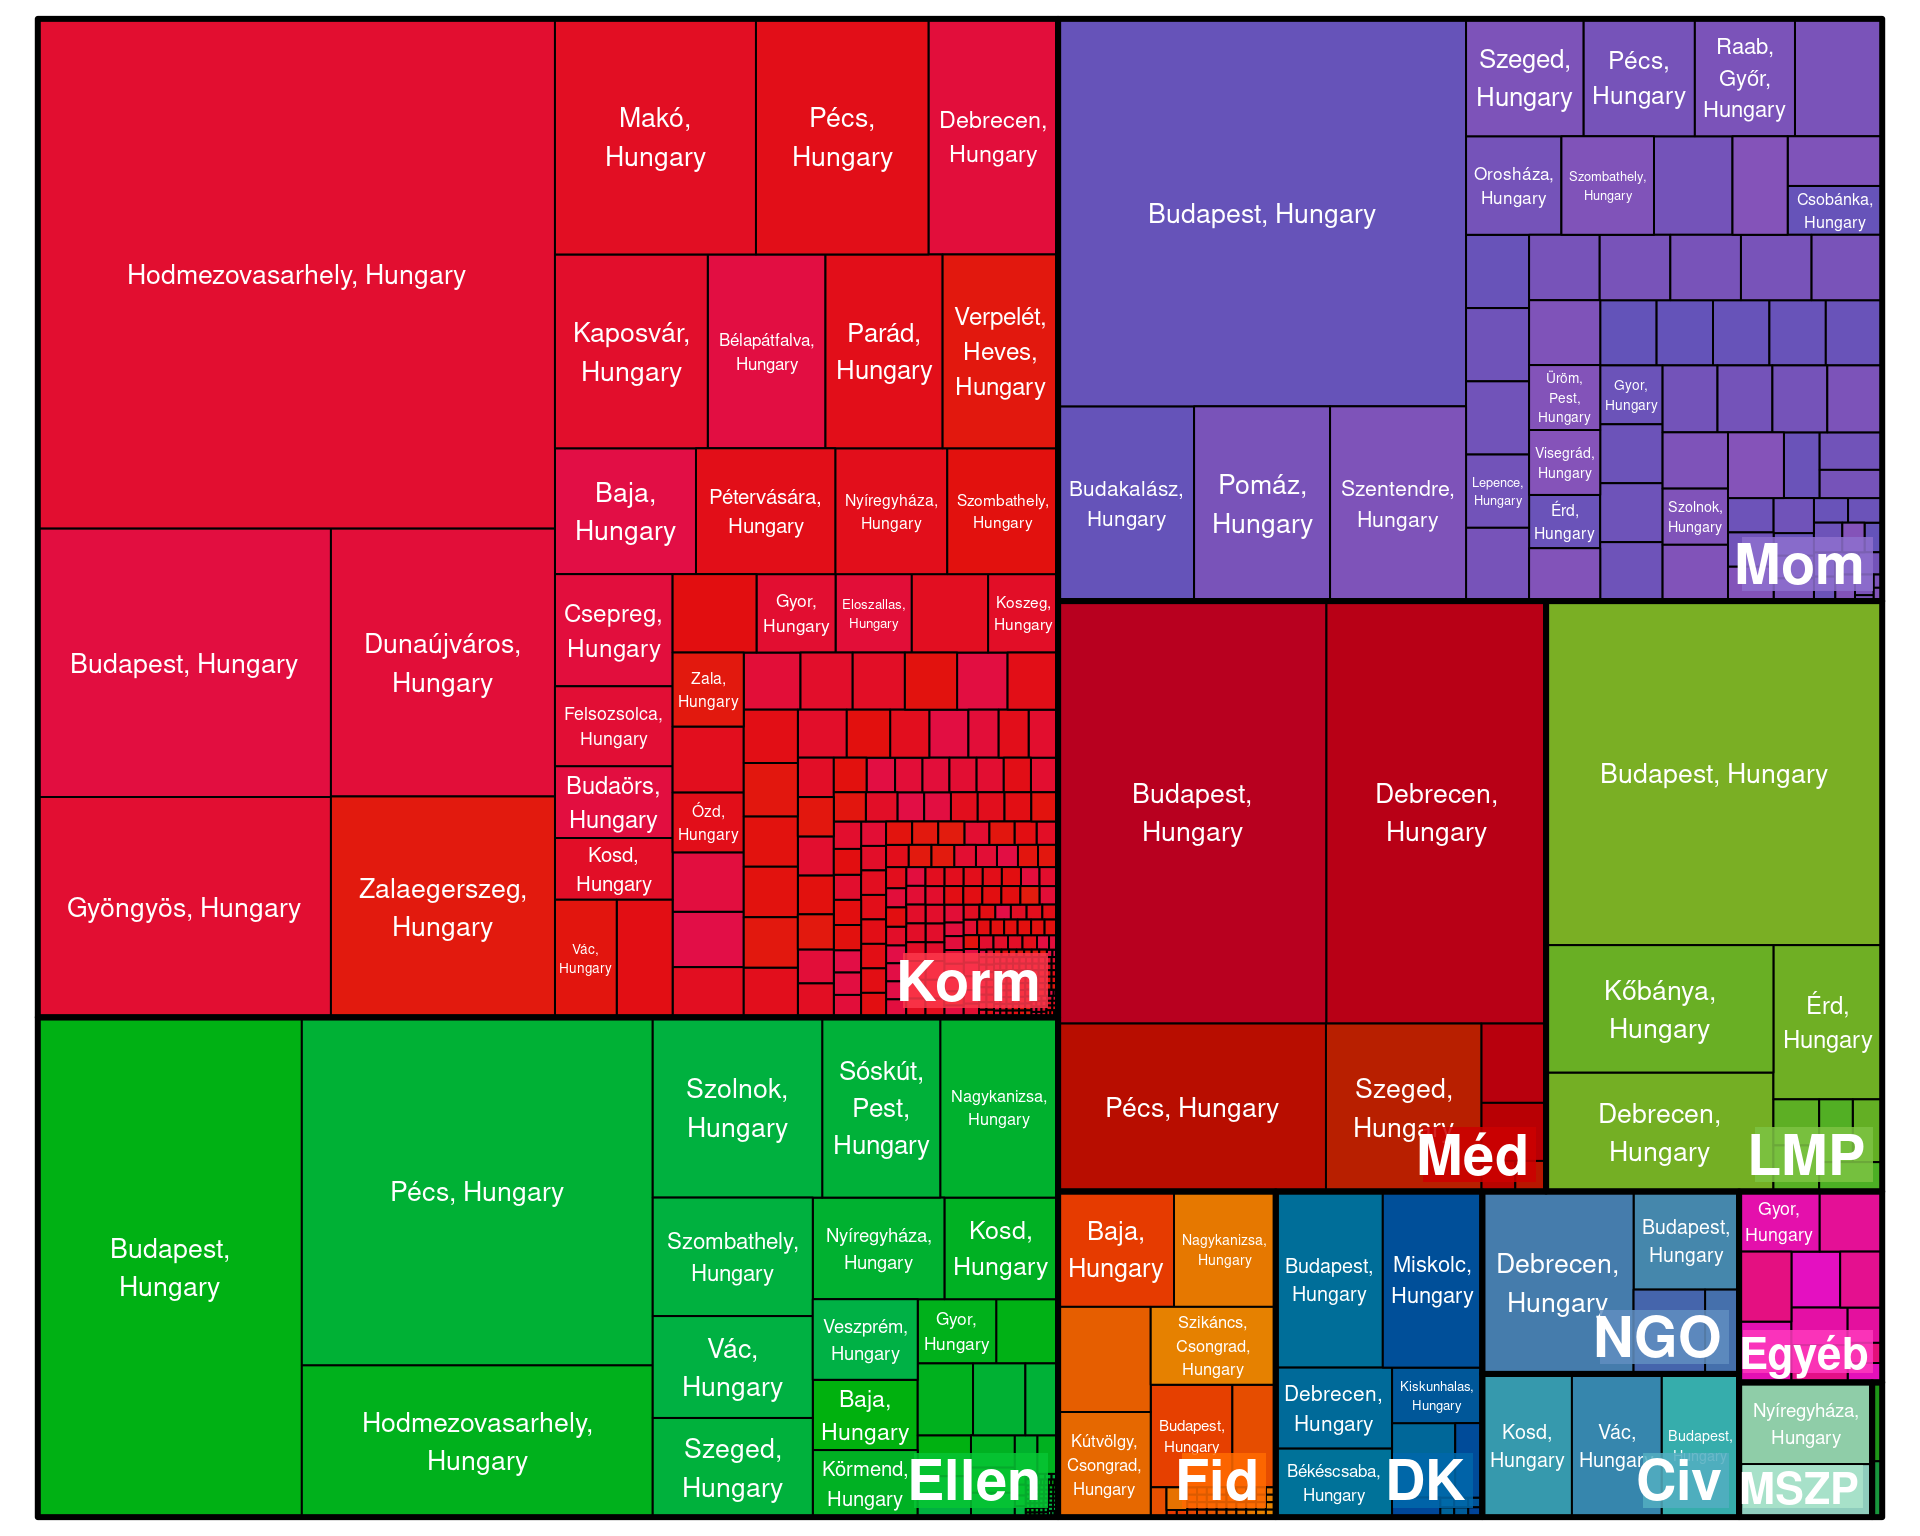 Hodmezovasarhely, Hungary
Makó,
Hungary
Pécs,
Hungary
Debrecen,
Hungary
Kaposvár,
Hungary
Bélapátfalva,
Hungary
Parád,
Hungary
Verpelét,
Heves,
Hungary
Baja,
Hungary
Pétervására,
Hungary
Nyíregyháza,
Hungary
Szombathely,
Hungary
Budapest, Hungary
Dunaújváros,
Hungary
Gyöngyös, Hungary
Zalaegerszeg,
Hungary
Csepreg,
Hungary
Gyor,
Hungary
Eloszallas,
Hungary
Koszeg,
Hungary
Felsozsolca,
Hungary
Zala,
Hungary
Budaörs,
Hungary
Ózd,
Hungary
Kosd,
Hungary
Vác,
Hungary
Korm
Budapest, Hungary
Szeged,
Hungary
Pécs,
Hungary
Raab,
Győr,
Hungary
Orosháza,
Hungary
Szombathely,
Hungary
Csobánka,
Hungary
Budakalász,
Hungary
Pomáz,
Hungary
Szentendre,
Hungary
Üröm,
Pest,
Hungary
Gyor,
Hungary
Visegrád,
Hungary
Lepence,
Hungary
Érd,
Hungary
Szolnok,
Hungary
Mom
Budapest,
Hungary
Debrecen,
Hungary
Pécs, Hungary
Szeged,
Hungary
Méd
Budapest, Hungary
Kőbánya,
Hungary
Érd,
Hungary
Debrecen,
Hungary
LMP
Budapest,
Hungary
Pécs, Hungary
Hodmezovasarhely,
Hungary
Szolnok,
Hungary
Sóskút,
Pest,
Hungary
Nagykanizsa,
Hungary
Szombathely,
Hungary
Nyíregyháza,
Hungary
Kosd,
Hungary
Vác,
Hungary
Veszprém,
Hungary
Gyor,
Hungary
Szeged,
Hungary
Baja,
Hungary
Körmend,
Hungary
Ellen
Baja,
Hungary
Nagykanizsa,
Hungary
Szikáncs,
Csongrad,
Hungary
Kútvölgy,
Csongrad,
Hungary
Budapest,
Hungary
Fid
Budapest,
Hungary
Miskolc,
Hungary
Debrecen,
Hungary
Kiskunhalas,
Hungary
Békéscsaba,
Hungary
DK
Debrecen,
Hungary
Budapest,
Hungary
NGO
Kosd,
Hungary
Vác,
Hungary
Budapest,
Hungary
Civ
Gyor,
Hungary
Egyéb
Nyíregyháza,
Hungary
MSZP